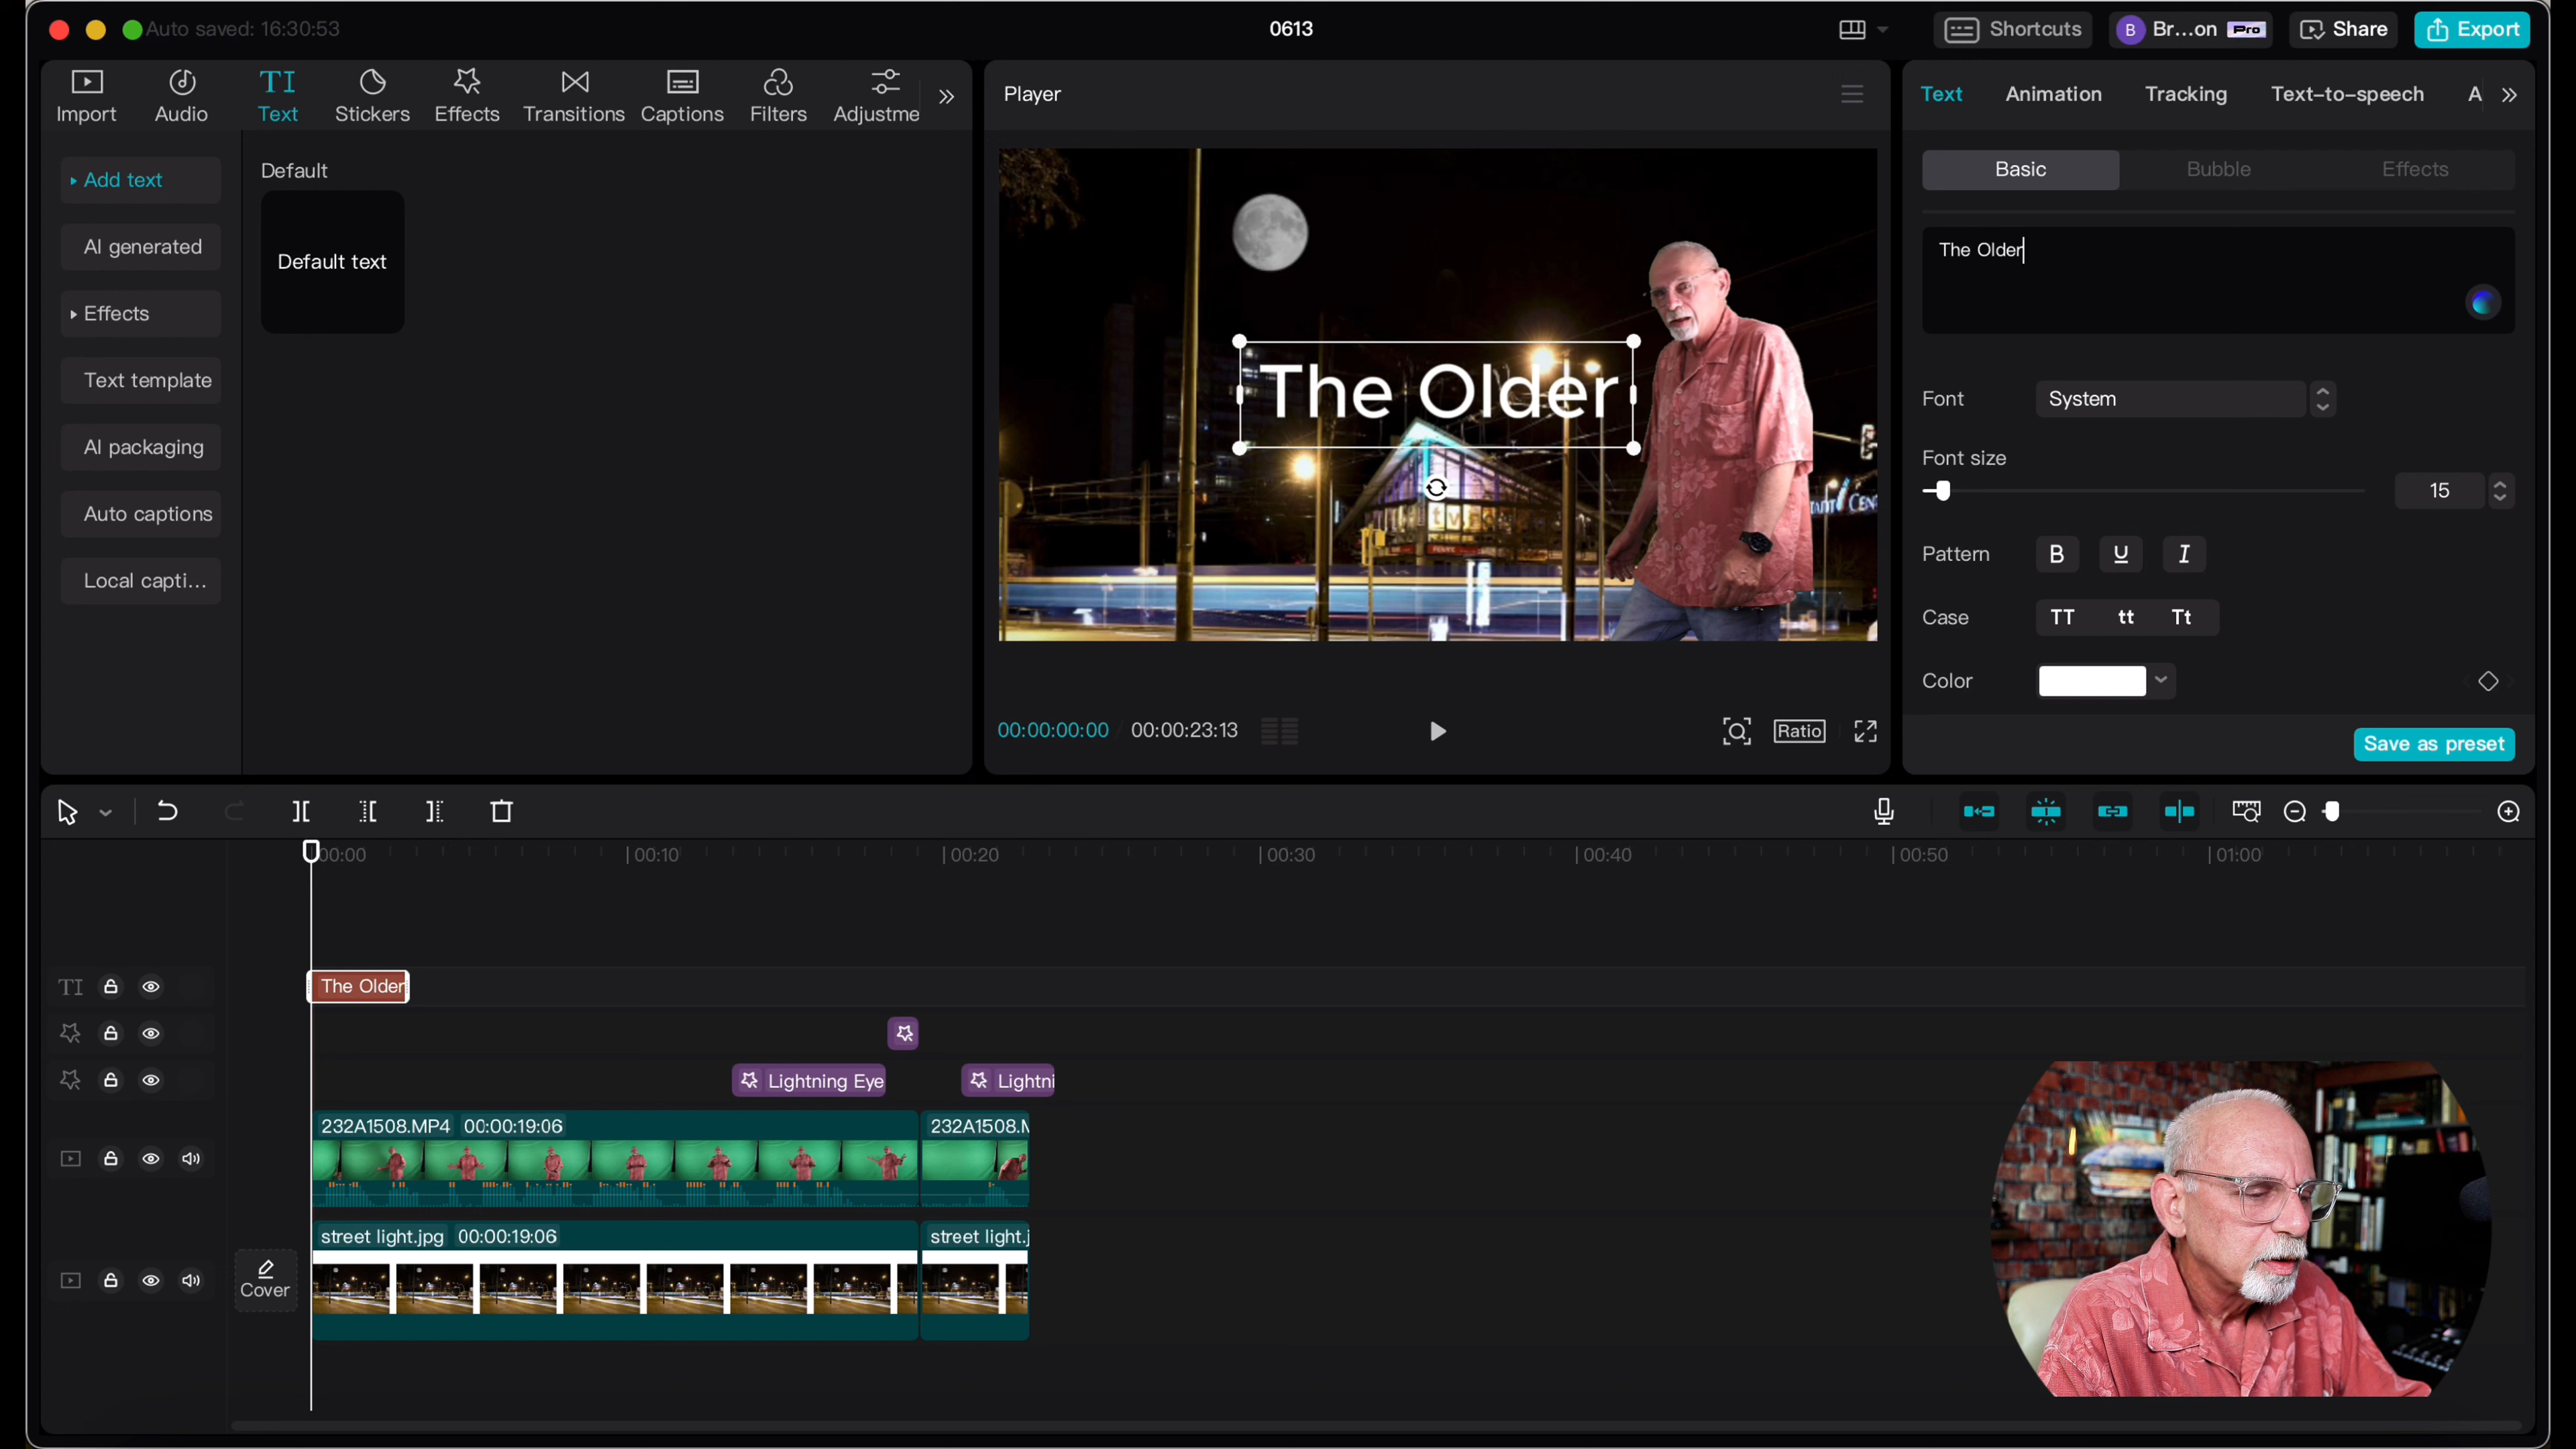 Auto saved: 16:30:53
0613
Shortcuts
B
Br...on
Pro
Share
Export
Import
Audio
TI
Text
Stickers
Effects
Transitions
Captions
Filters
Adjustme
Add text
AI generated
Effects
Text template
AI packaging
Auto captions
Local capti...
Default
Default text
Player
The Older
00:00:00:00
00:00:23:13
Ratio
Text
Animation
Tracking
Text-to-speech
A
Basic
Bubble
Effects
The Older
Font
System
Font size
15
Pattern
B
U
I
Case
TT
tt
Tt
Color
Save as preset
00:00
00:10
00:20
00:30
00:40
00:50
01:00
TI
The Older
Lightning Eye
Lightni
232A1508.MP4 00:00:19:06
232A1508.M
street light.jpg 00:00:19:06
street light.j
Cover